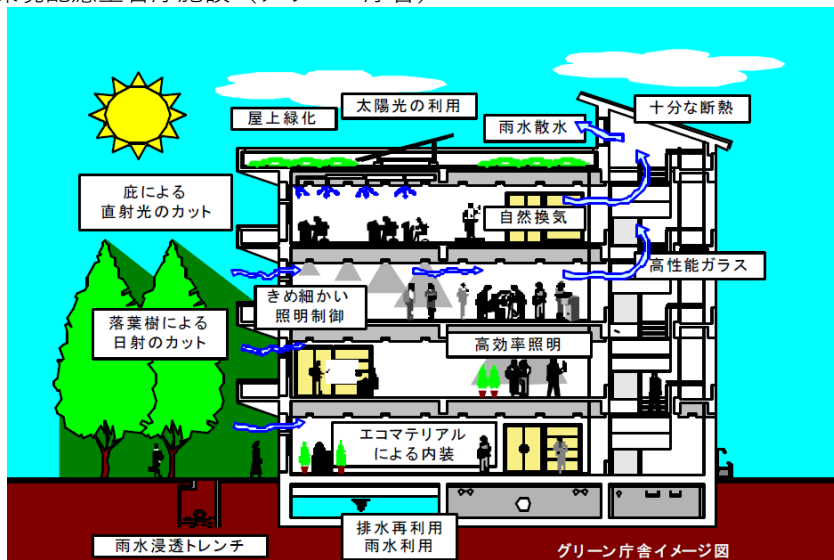 太陽光の利用
十分な断熱
屋上緑化
雨水散水
庇による
直射光のカット
自然換気
高性能ガラス
きめ細かい
照明制御
落葉樹による
日射のカット
高効率照明
エコマテリアル
による内装
排水再利用
雨水利用
雨水浸透トレンチ
グリーン庁舎イメージ図